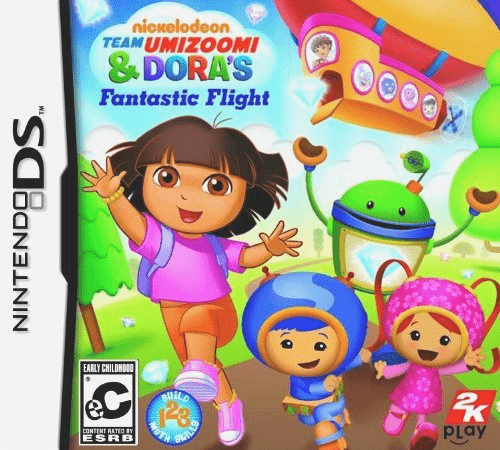 nickelodeon
TEAM UMIZOOMI
& DORA'S
Fantastic Flight
NINTENDO DS™
EARLY CHILDHOOD
eC
®
CONTENT RATED BY
ESRB
BUILD
123
MATH SKILLS
2K
play